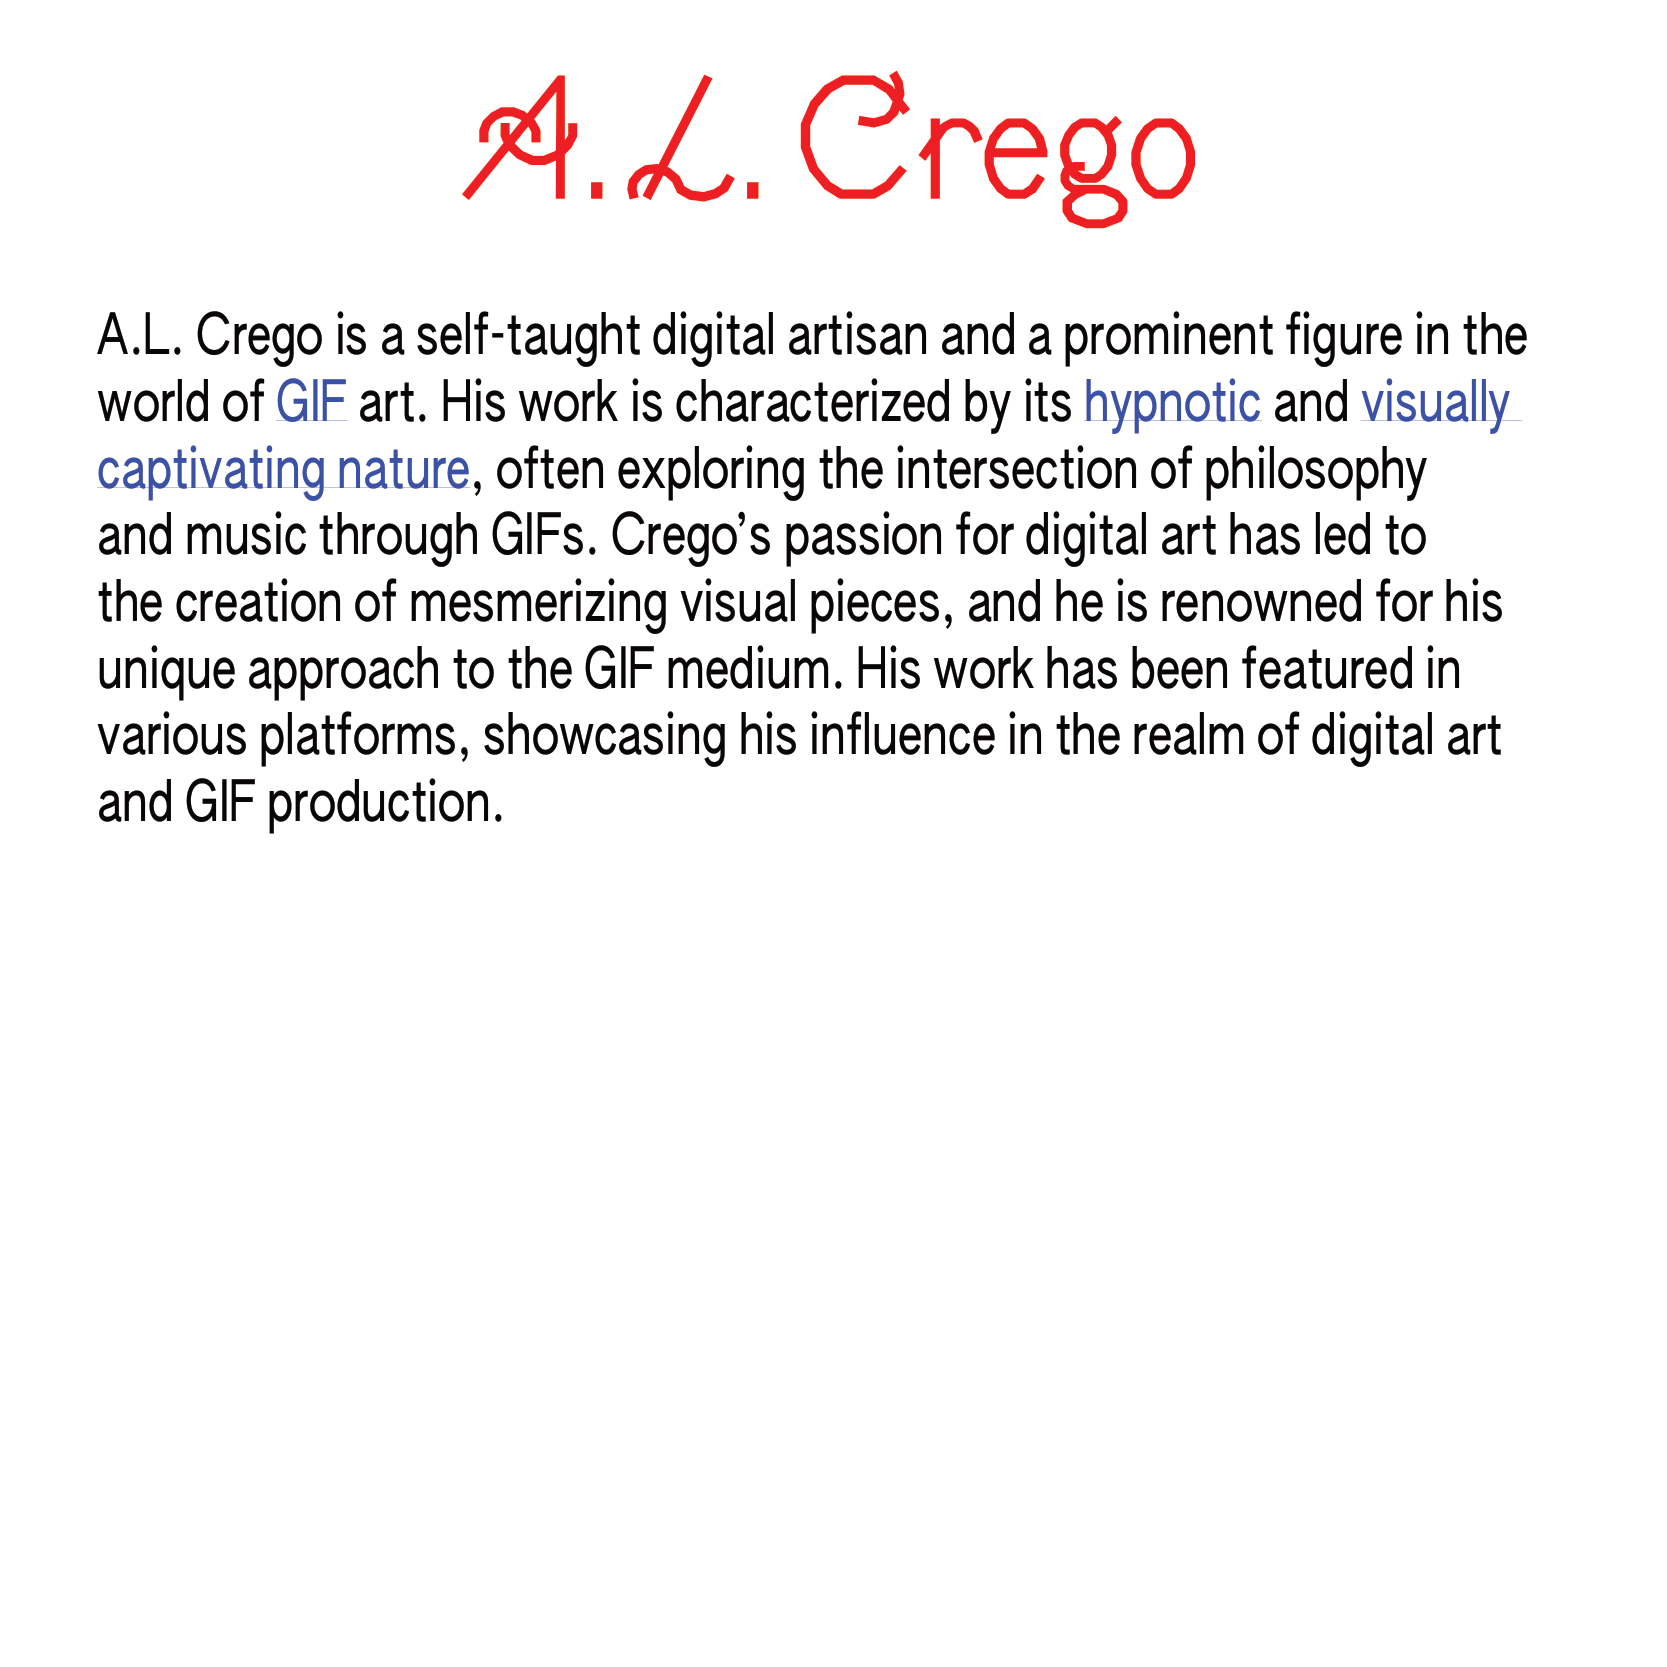 A.L. Crego
A.L. Crego is a self-taught digital artisan and a prominent figure in the
world of GIF art. His work is characterized by its hypnotic and visually
captivating nature, often exploring the intersection of philosophy
and music through GIFs. Crego’s passion for digital art has led to
the creation of mesmerizing visual pieces, and he is renowned for his
unique approach to the GIF medium. His work has been featured in
various platforms, showcasing his influence in the realm of digital art
and GIF production.